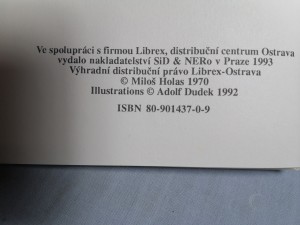 Ve spolupráci s firmou Librex, distribuční centrum Ostrava
vydalo nakladatelství SiD & NERo v Praze 1993
Výhradní distribuční právo Librex-Ostrava
© Miloš Holas 1970
Illustrations © Adolf Dudek 1992
ISBN 80-901437-0-9